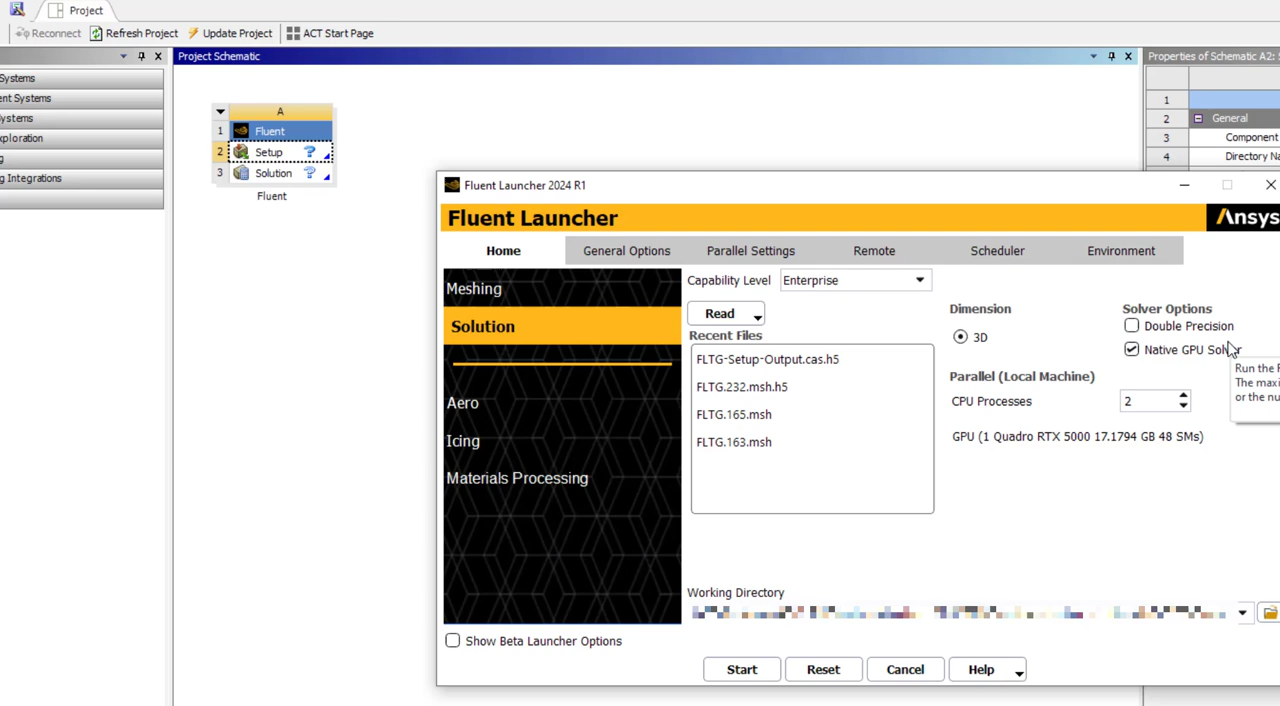 Project
Reconnect Refresh Project Update Project ACT Start Page
Project Schematic
Properties of Schematic A2:
Systems
ent Systems
ystems
xploration
g
g Integrations
A
1 Fluent
2 Setup ?
3 Solution ?
Fluent
1
2 General
3 Component
4 Directory Na
Fluent Launcher 2024 R1
Fluent Launcher
Ansys
Home General Options Parallel Settings Remote Scheduler Environment
Meshing
Solution
Aero
Icing
Materials Processing
Capability Level Enterprise
Read
Recent Files
FLTG-Setup-Output.cas.h5
FLTG.232.msh.h5
FLTG.165.msh
FLTG.163.msh
Dimension
3D
Solver Options
Double Precision
Native GPU Solver
Run the F
The maxi
or the nu
Parallel (Local Machine)
CPU Processes 2
GPU (1 Quadro RTX 5000 17.1794 GB 48 SMs)
Working Directory
Show Beta Launcher Options
Start Reset Cancel Help